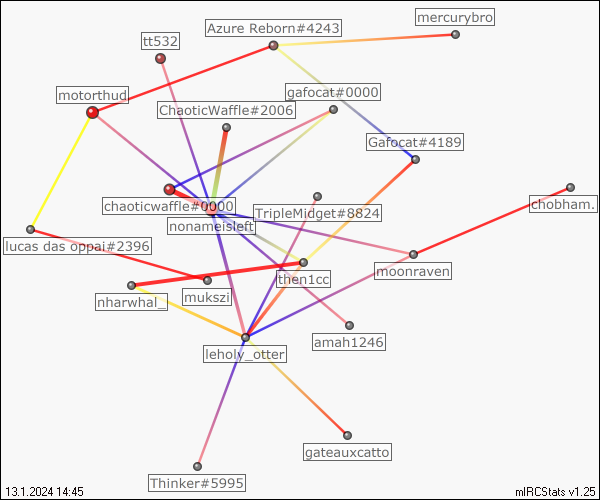 mercurybro
Azure Reborn#4243
tt532
gafocat#0000
motorthud
ChaoticWaffle#2006
Gafocat#4189
chaoticwaffle#0000
TripleMidget#8824
chobham.
nonameisleft
lucas das oppai#2396
moonraven
then1cc
nharwhal_
mukszi
amah1246
leholy_otter
gateauxcatto
Thinker#5995
13.1.2024 14:45
mIRCStats v1.25